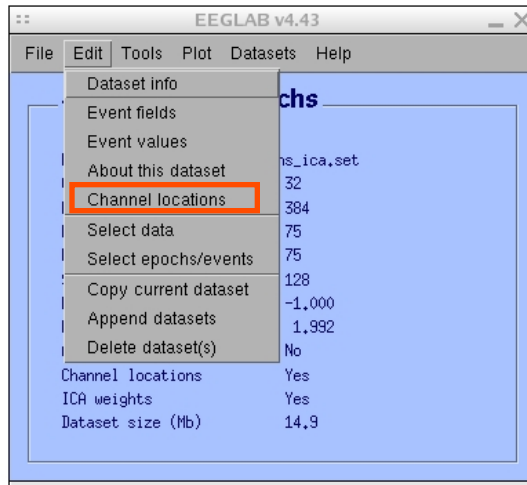 EEGLAB v4.43
File Edit Tools Plot Datasets Help
Dataset info
chs
Event fields
Event values
ns_ica.set
About this dataset
32
Channel locations
384
Select data
75
Select epochs/events
75
128
Copy current dataset
-1.000
Append datasets
1.992
Delete dataset(s)
No
Channel locations Yes
ICA weights Yes
Dataset size (Mb) 14.9